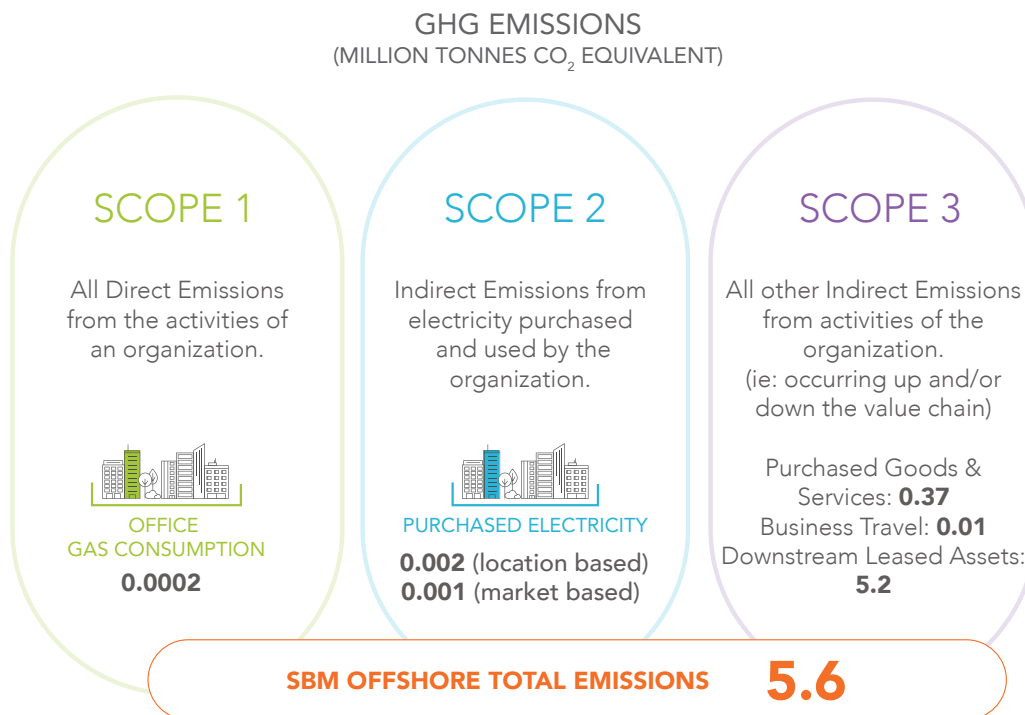 GHG EMISSIONS
(MILLION TONNES CO₂ EQUIVALENT)
SCOPE 1
All Direct Emissions
from the activities of
an organization.
OFFICE
GAS CONSUMPTION
0.0002
SCOPE 2
Indirect Emissions from
electricity purchased
and used by the
organization.
PURCHASED ELECTRICITY
0.002 (location based)
0.001 (market based)
SCOPE 3
All other Indirect Emissions
from activities of the
organization.
(ie: occurring up and/or
down the value chain)
Purchased Goods &
Services: 0.37
Business Travel: 0.01
Downstream Leased Assets:
5.2
SBM OFFSHORE TOTAL EMISSIONS 5.6